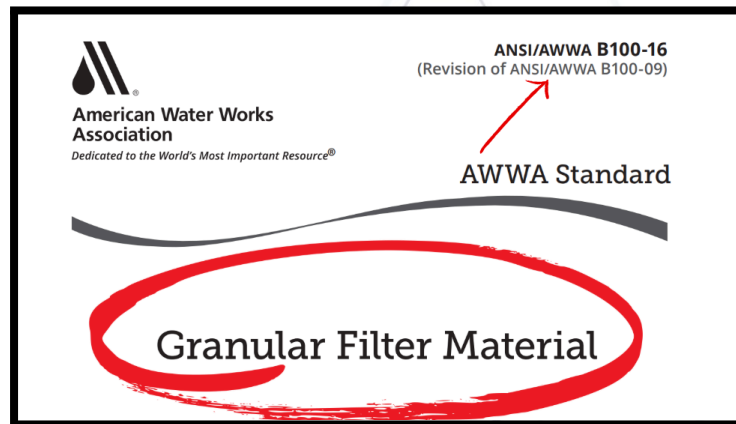 ANSI/AWWA B100-16
(Revision of ANSI/AWWA B100-09)
®
American Water Works
Association
Dedicated to the World's Most Important Resource®
AWWA Standard
Granular Filter Material